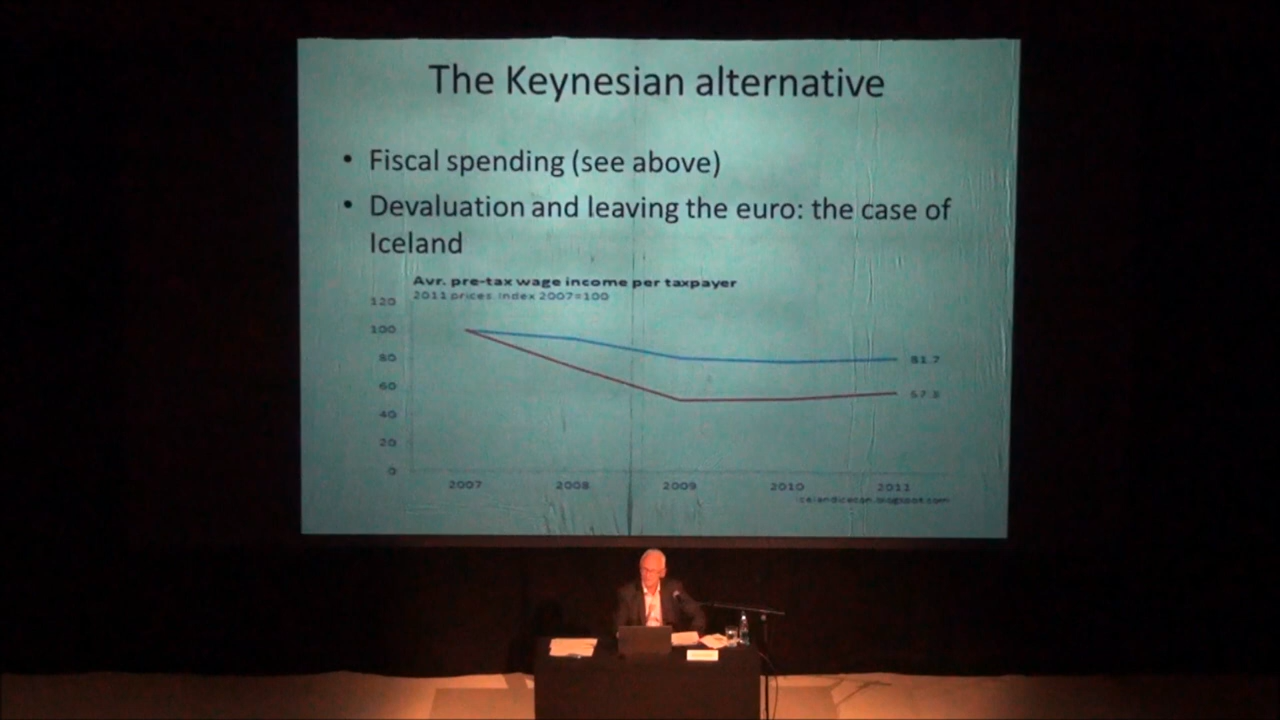 The Keynesian alternative
• Fiscal spending (see above)
• Devaluation and leaving the euro: the case of
Iceland
Avr. pre-tax wage income per taxpayer
2011 prices. Index 2007=100
120
100
80
60
40
20
0
81.7
57.3
2007 2008 2009 2010 2011